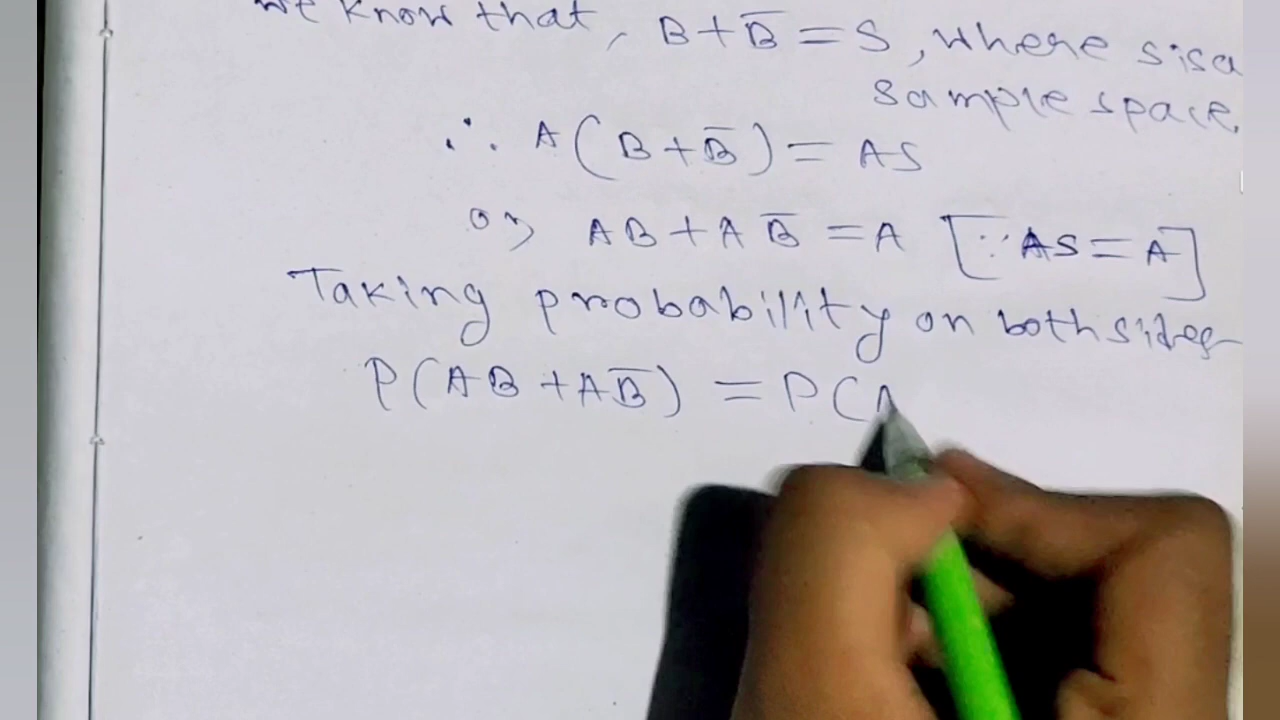 we know that, B + B̅ = S, where S is a
sample space.
∴ A(B + B̅) = AS
or, AB + AB̅ = A [∵ AS = A]
Taking probability on both sides
P(AB + AB̅) = P(A